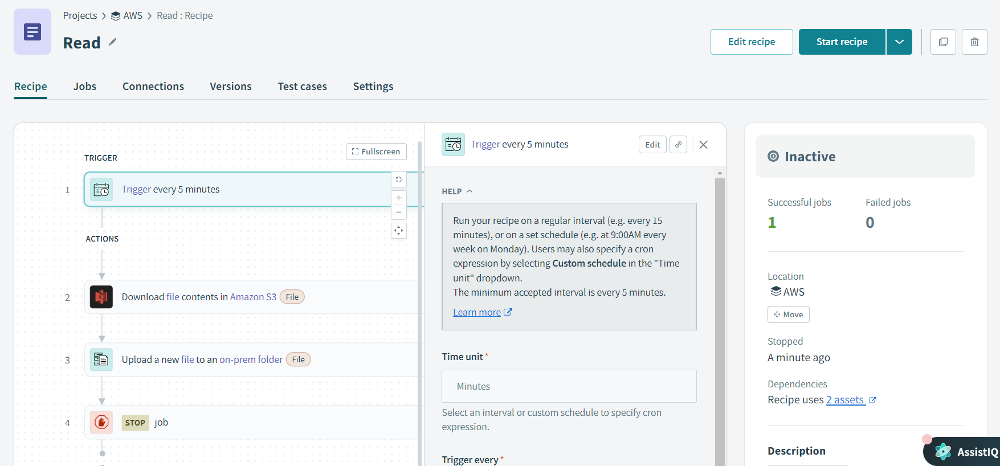 Projects > AWS > Read : Recipe
Read
Edit recipe
Start recipe
Recipe
Jobs
Connections
Versions
Test cases
Settings
TRIGGER
Fullscreen
1
Trigger every 5 minutes
ACTIONS
2
Download file contents in Amazon S3 File
3
Upload a new file to an on-prem folder File
4
STOP job
Trigger every 5 minutes
Edit
HELP
Run your recipe on a regular interval (e.g. every 15
minutes), or on a set schedule (e.g. at 9:00AM every
week on Monday). Users may also specify a cron
expression by selecting Custom schedule in the "Time
unit" dropdown.
The minimum accepted interval is every 5 minutes.
Learn more
Time unit *
Minutes
Select an interval or custom schedule to specify cron
expression.
Trigger every *
Inactive
Successful jobs
1
Failed jobs
0
Location
AWS
Move
Stopped
A minute ago
Dependencies
Recipe uses 2 assets
Description
AssistIQ